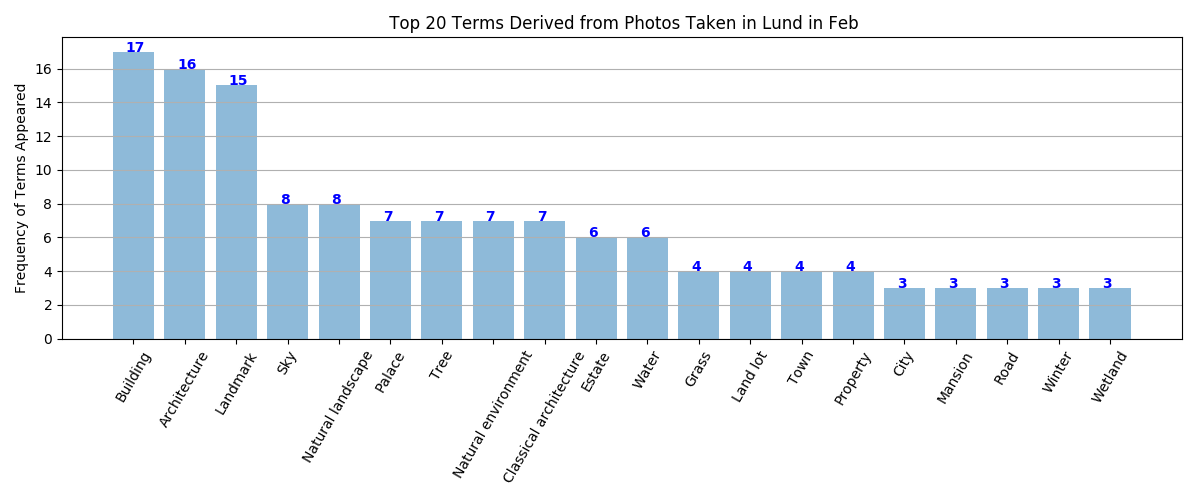 Top 20 Terms Derived from Photos Taken in Lund in Feb
Frequency of Terms Appeared
16
14
12
10
8
6
4
2
0
17
16
15
8
8
7
7
7
7
6
6
4
4
4
4
3
3
3
3
3
Building
Architecture
Landmark
Sky
Natural landscape
Palace
Tree
Natural environment
Classical architecture
Estate
Water
Grass
Land lot
Town
Property
City
Mansion
Road
Winter
Wetland